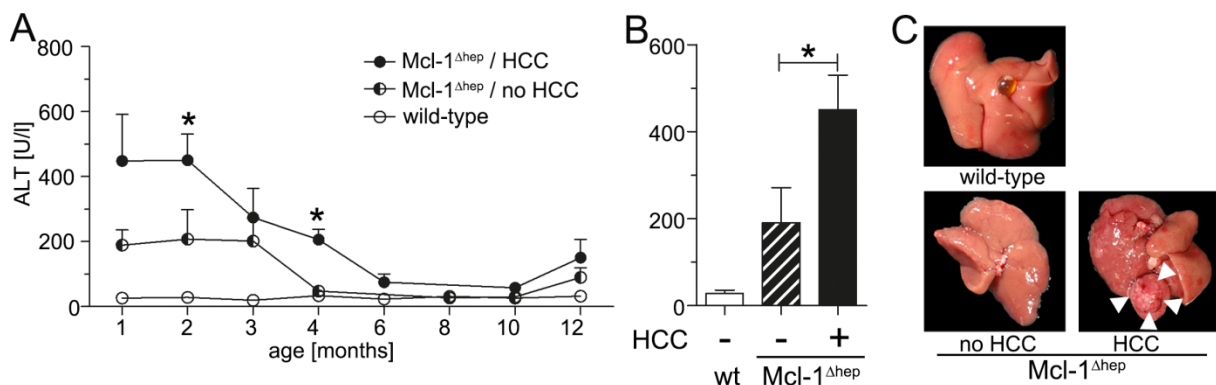 A
800
600
400
200
0
ALT [U/l]
Mcl-1Δhep / HCC
Mcl-1Δhep / no HCC
wild-type
*
*
1 2 3 4 6 8 10 12
age [months]
B
600
400
200
0
*
HCC - - +
wt Mcl-1Δhep
C
wild-type
no HCC HCC
Mcl-1Δhep